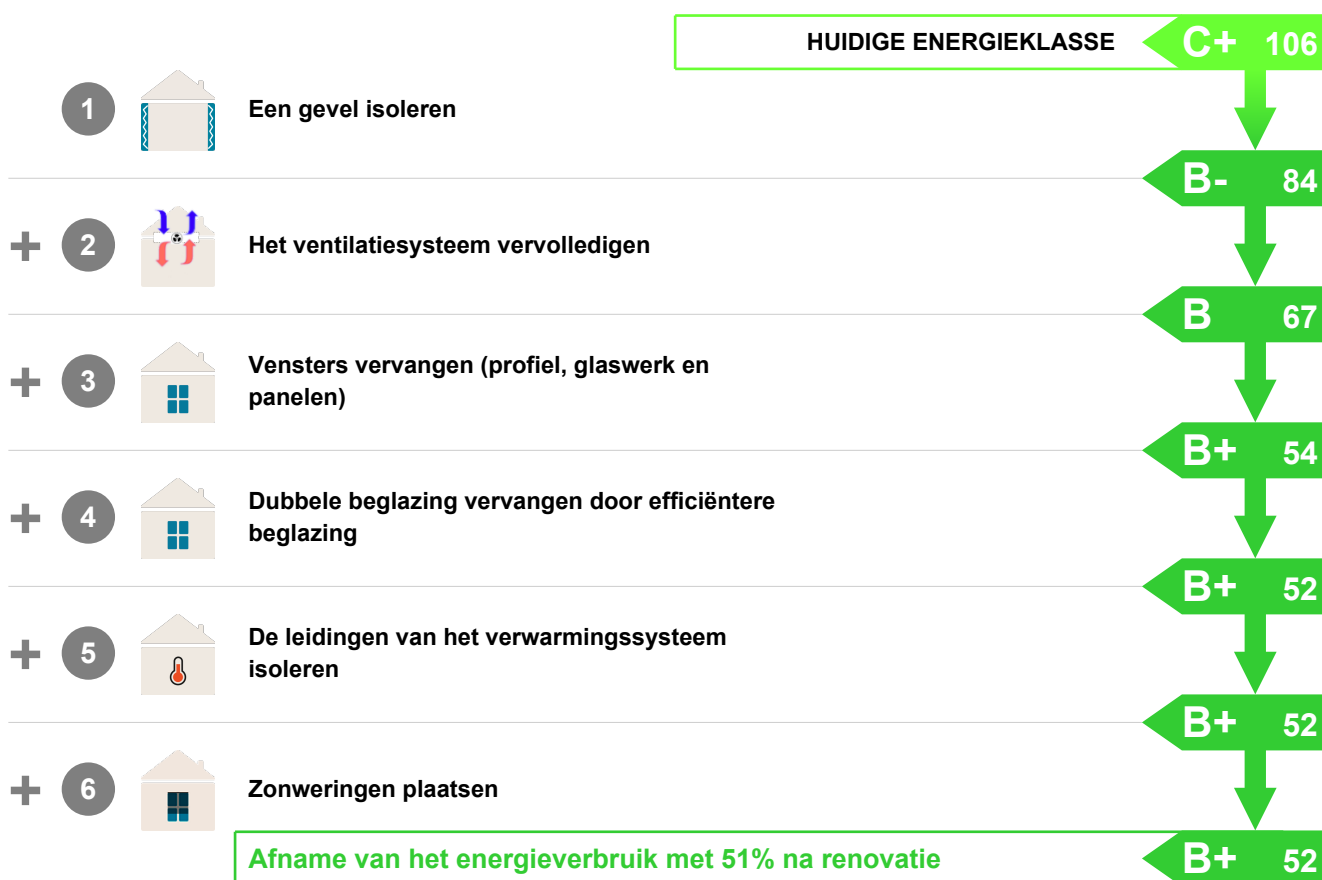 HUIDIGE ENERGIEKLASSE C+ 106
1 Een gevel isoleren
B- 84
+ 2 Het ventilatiesysteem vervolledigen
B 67
+ 3 Vensters vervangen (profiel, glaswerk en
panelen)
B+ 54
+ 4 Dubbele beglazing vervangen door efficiëntere
beglazing
B+ 52
+ 5 De leidingen van het verwarmingssysteem
isoleren
B+ 52
+ 6 Zonweringen plaatsen
Afname van het energieverbruik met 51% na renovatie B+ 52